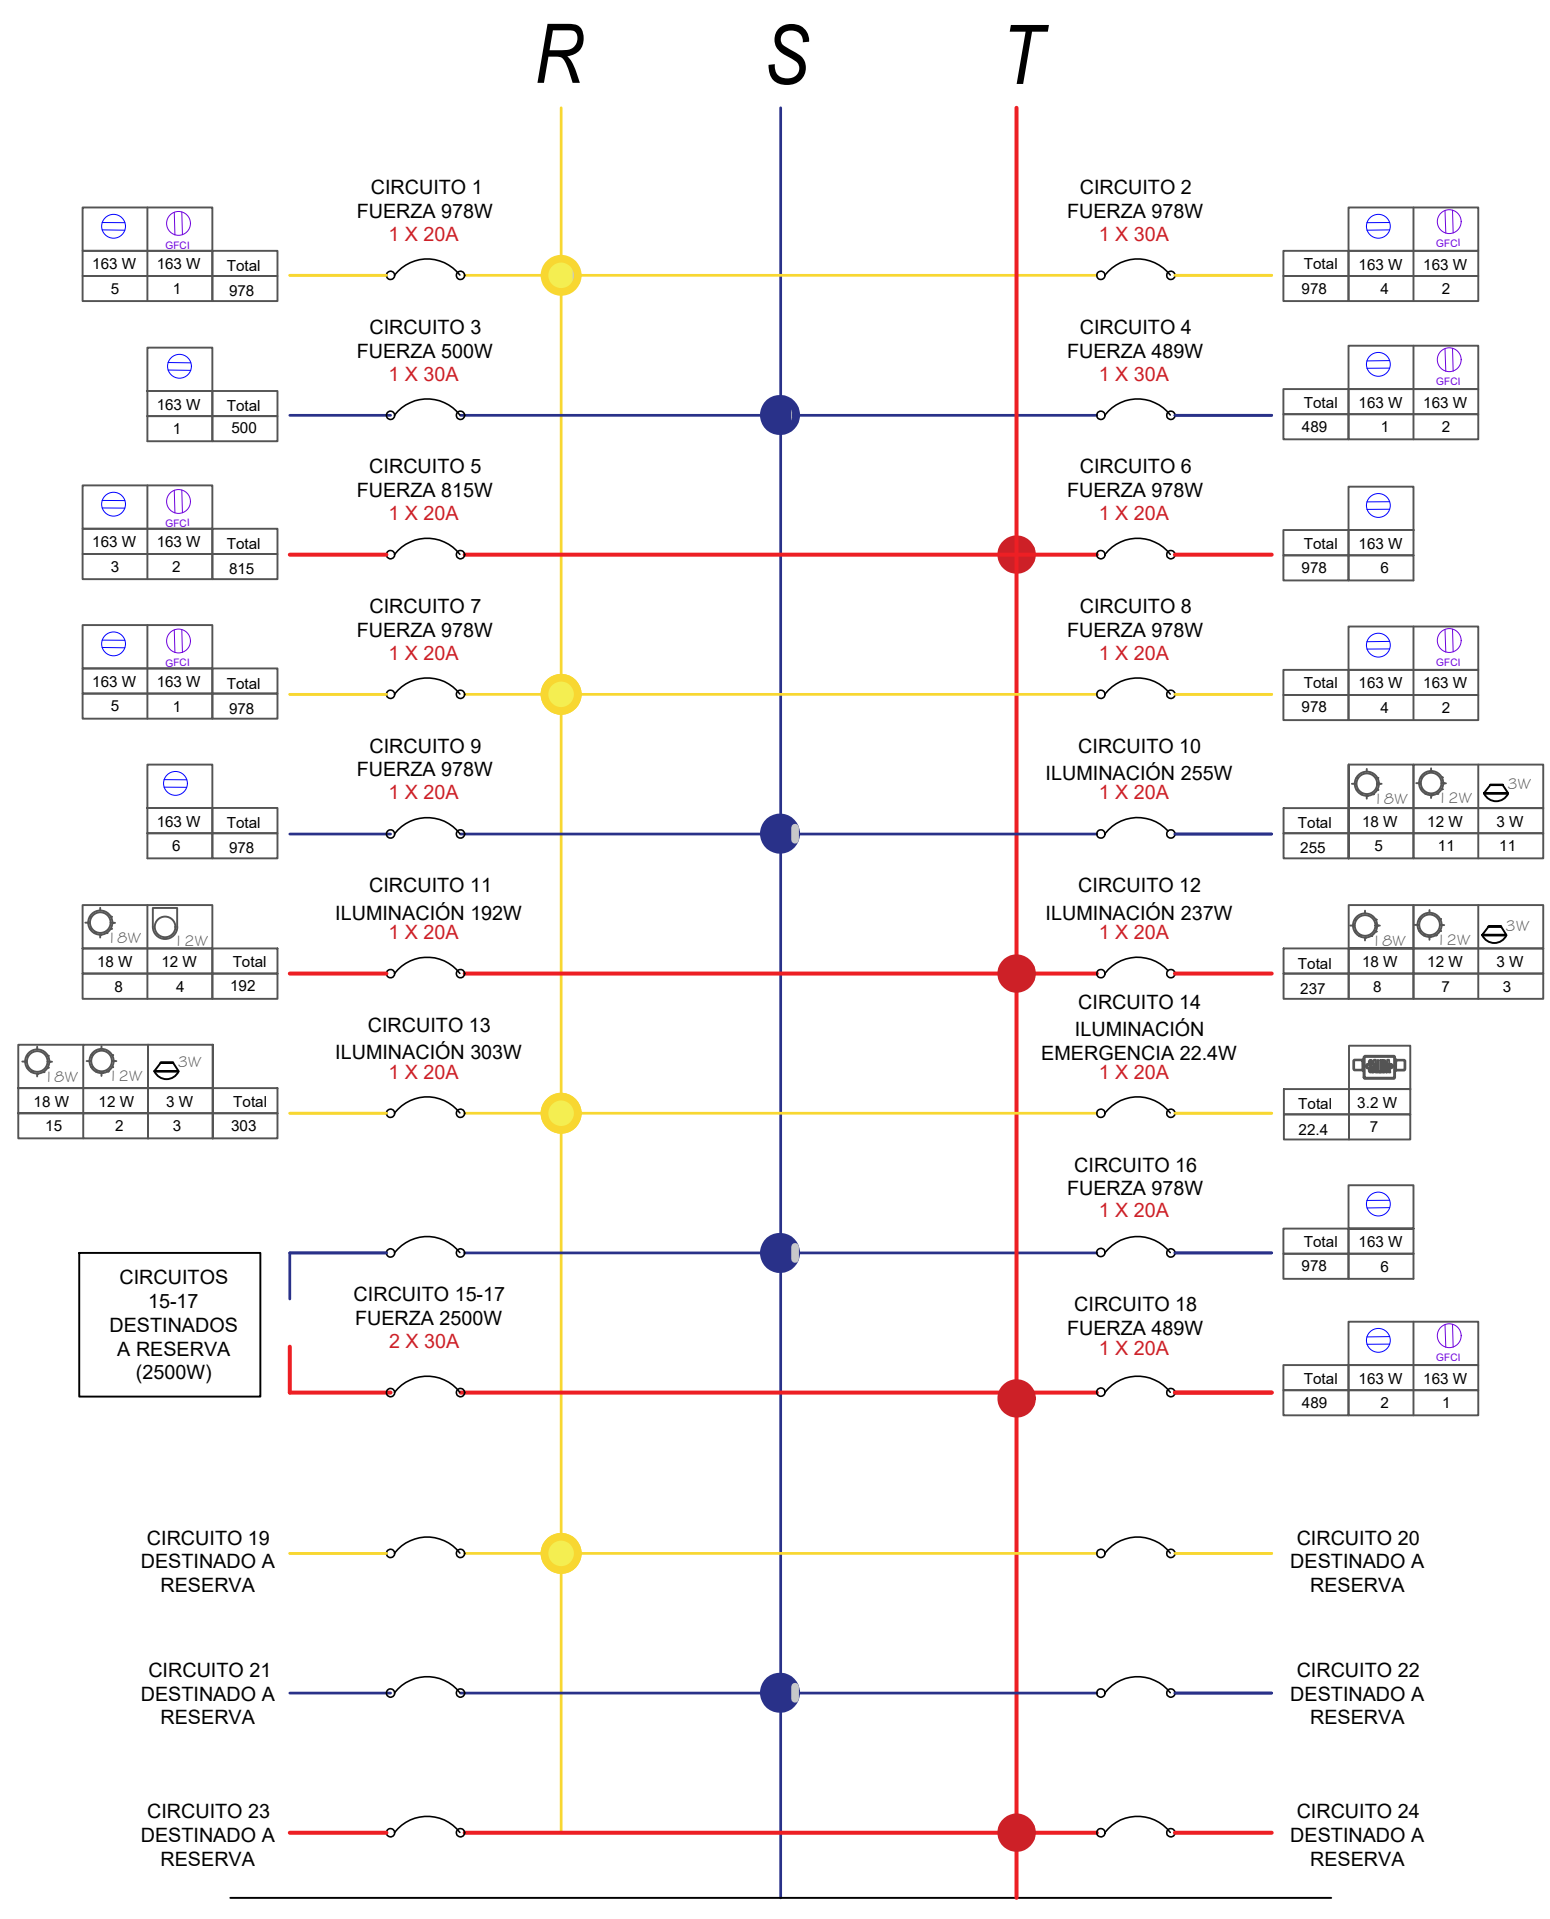 R S T
CIRCUITO 1
FUERZA 978W
1 X 20A
GFCI
163 W 163 W Total
5 1 978
CIRCUITO 2
FUERZA 978W
1 X 30A
GFCI
Total 163 W 163 W
978 4 2
CIRCUITO 3
FUERZA 500W
1 X 30A
163 W Total
1 500
CIRCUITO 4
FUERZA 489W
1 X 30A
GFCI
Total 163 W 163 W
489 1 2
CIRCUITO 5
FUERZA 815W
1 X 20A
GFCI
163 W 163 W Total
3 2 815
CIRCUITO 6
FUERZA 978W
1 X 20A
Total 163 W
978 6
CIRCUITO 7
FUERZA 978W
1 X 20A
GFCI
163 W 163 W Total
5 1 978
CIRCUITO 8
FUERZA 978W
1 X 20A
GFCI
Total 163 W 163 W
978 4 2
CIRCUITO 9
FUERZA 978W
1 X 20A
163 W Total
6 978
CIRCUITO 10
ILUMINACIÓN 255W
1 X 20A
18W 12W 3W
Total 18 W 12 W 3 W
255 5 11 11
CIRCUITO 11
ILUMINACIÓN 192W
1 X 20A
18W 12W
18 W 12 W Total
8 4 192
CIRCUITO 12
ILUMINACIÓN 237W
1 X 20A
18W 12W 3W
Total 18 W 12 W 3 W
237 8 7 3
CIRCUITO 13
ILUMINACIÓN 303W
1 X 20A
18W 12W 3W
18 W 12 W 3 W Total
15 2 3 303
CIRCUITO 14
ILUMINACIÓN
EMERGENCIA 22.4W
1 X 20A
Total 3.2 W
22.4 7
CIRCUITOS
15-17
DESTINADOS
A RESERVA
(2500W)
CIRCUITO 15-17
FUERZA 2500W
2 X 30A
CIRCUITO 16
FUERZA 978W
1 X 20A
Total 163 W
978 6
CIRCUITO 18
FUERZA 489W
1 X 20A
GFCI
Total 163 W 163 W
489 2 1
CIRCUITO 19
DESTINADO A
RESERVA
CIRCUITO 20
DESTINADO A
RESERVA
CIRCUITO 21
DESTINADO A
RESERVA
CIRCUITO 22
DESTINADO A
RESERVA
CIRCUITO 23
DESTINADO A
RESERVA
CIRCUITO 24
DESTINADO A
RESERVA